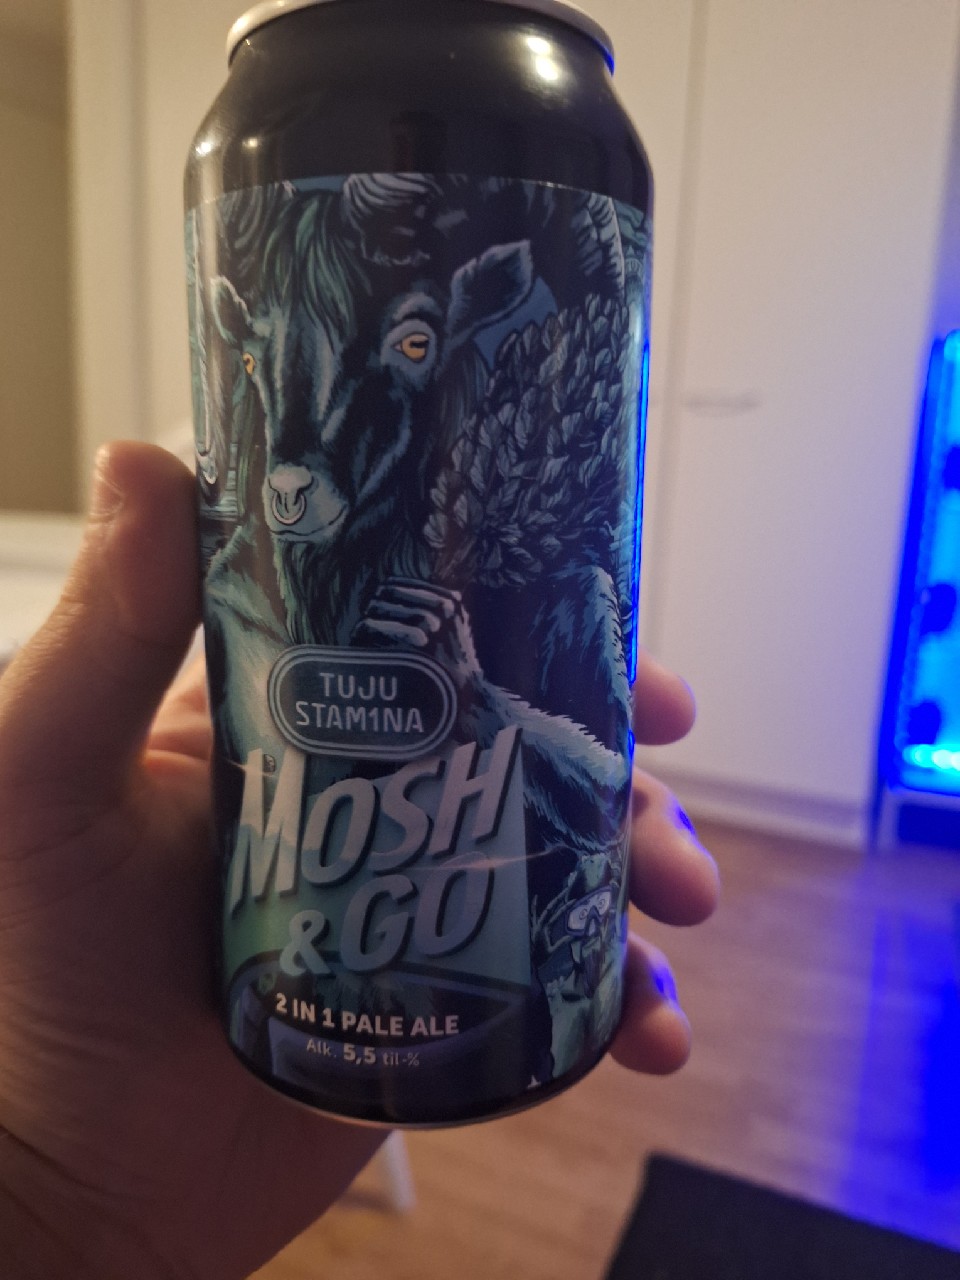 TUJU
STAM1NA
MOSH
& GO
2 IN 1 PALE ALE
Alk. 5,5 til-%